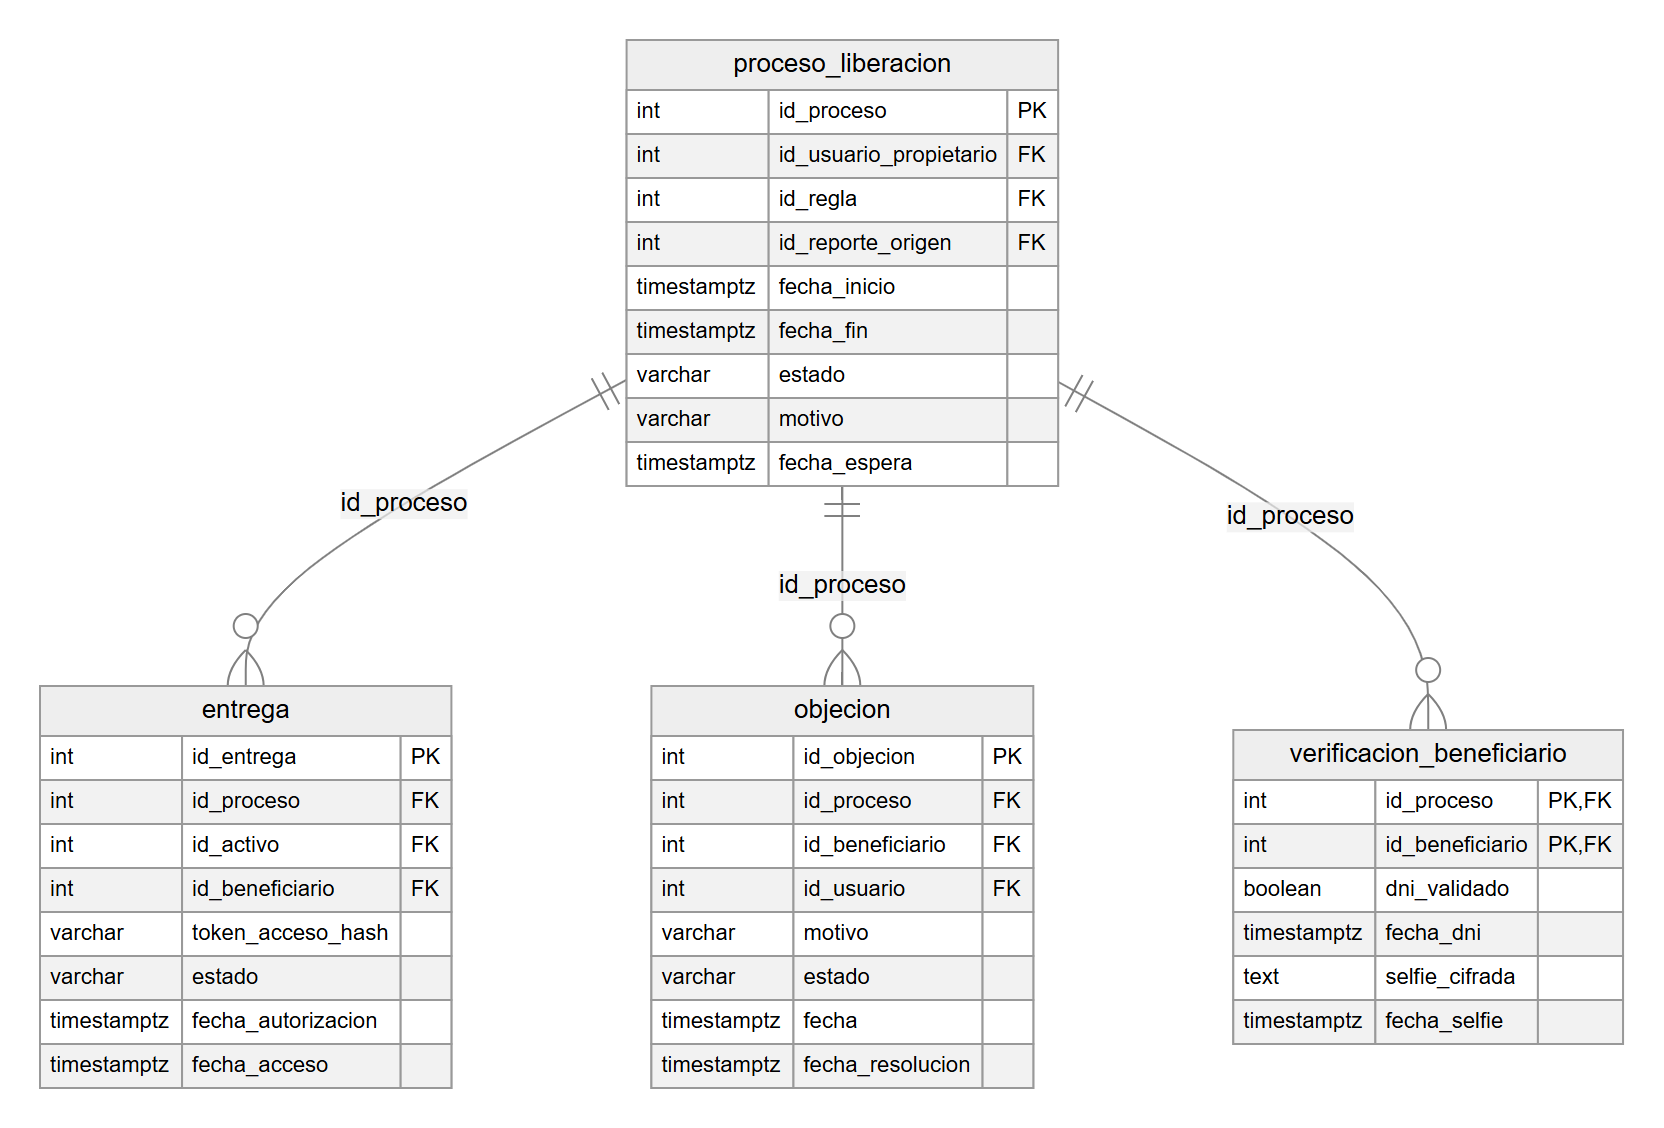 proceso_liberacion
int id_proceso PK
int id_usuario_propietario FK
int id_regla FK
int id_reporte_origen FK
timestamptz fecha_inicio
timestamptz fecha_fin
varchar estado
varchar motivo
timestamptz fecha_espera
id_proceso
id_proceso
id_proceso
entrega
int id_entrega PK
int id_proceso FK
int id_activo FK
int id_beneficiario FK
varchar token_acceso_hash
varchar estado
timestamptz fecha_autorizacion
timestamptz fecha_acceso
objecion
int id_objecion PK
int id_proceso FK
int id_beneficiario FK
int id_usuario FK
varchar motivo
varchar estado
timestamptz fecha
timestamptz fecha_resolucion
verificacion_beneficiario
int id_proceso PK,FK
int id_beneficiario PK,FK
boolean dni_validado
timestamptz fecha_dni
text selfie_cifrada
timestamptz fecha_selfie